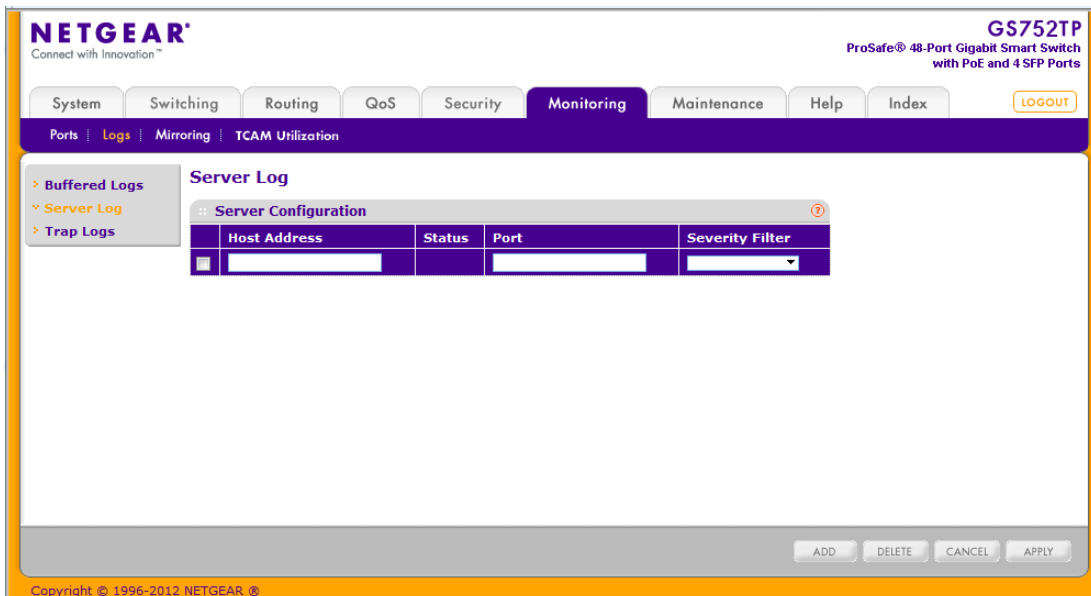 NETGEAR®
Connect with Innovation™
GS752TP
ProSafe® 48-Port Gigabit Smart Switch
with PoE and 4 SFP Ports
System Switching Routing QoS Security Monitoring Maintenance Help Index LOGOUT
Ports Logs Mirroring TCAM Utilization
Buffered Logs
Server Log
Trap Logs
Server Log
Server Configuration ?
Host Address Status Port Severity Filter
ADD DELETE CANCEL APPLY
Copyright © 1996-2012 NETGEAR ®